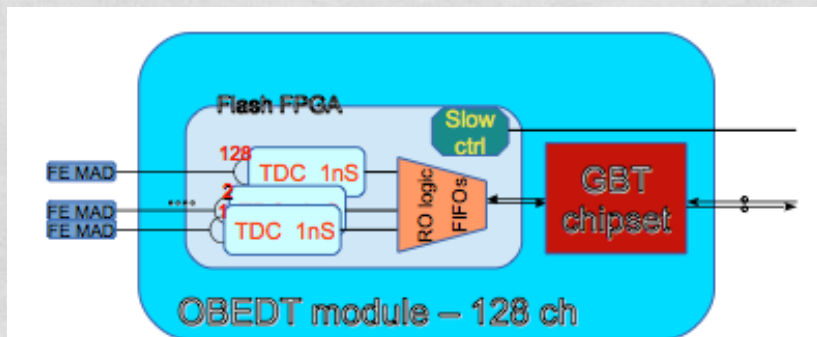 Flash FPGA
Slow
ctrl
128
FE MAD
TDC 1nS
....
2
FE MAD
1
FE MAD
TDC 1nS
RO logic
FIFOs
GBT
chipset
OBEDT module – 128 ch